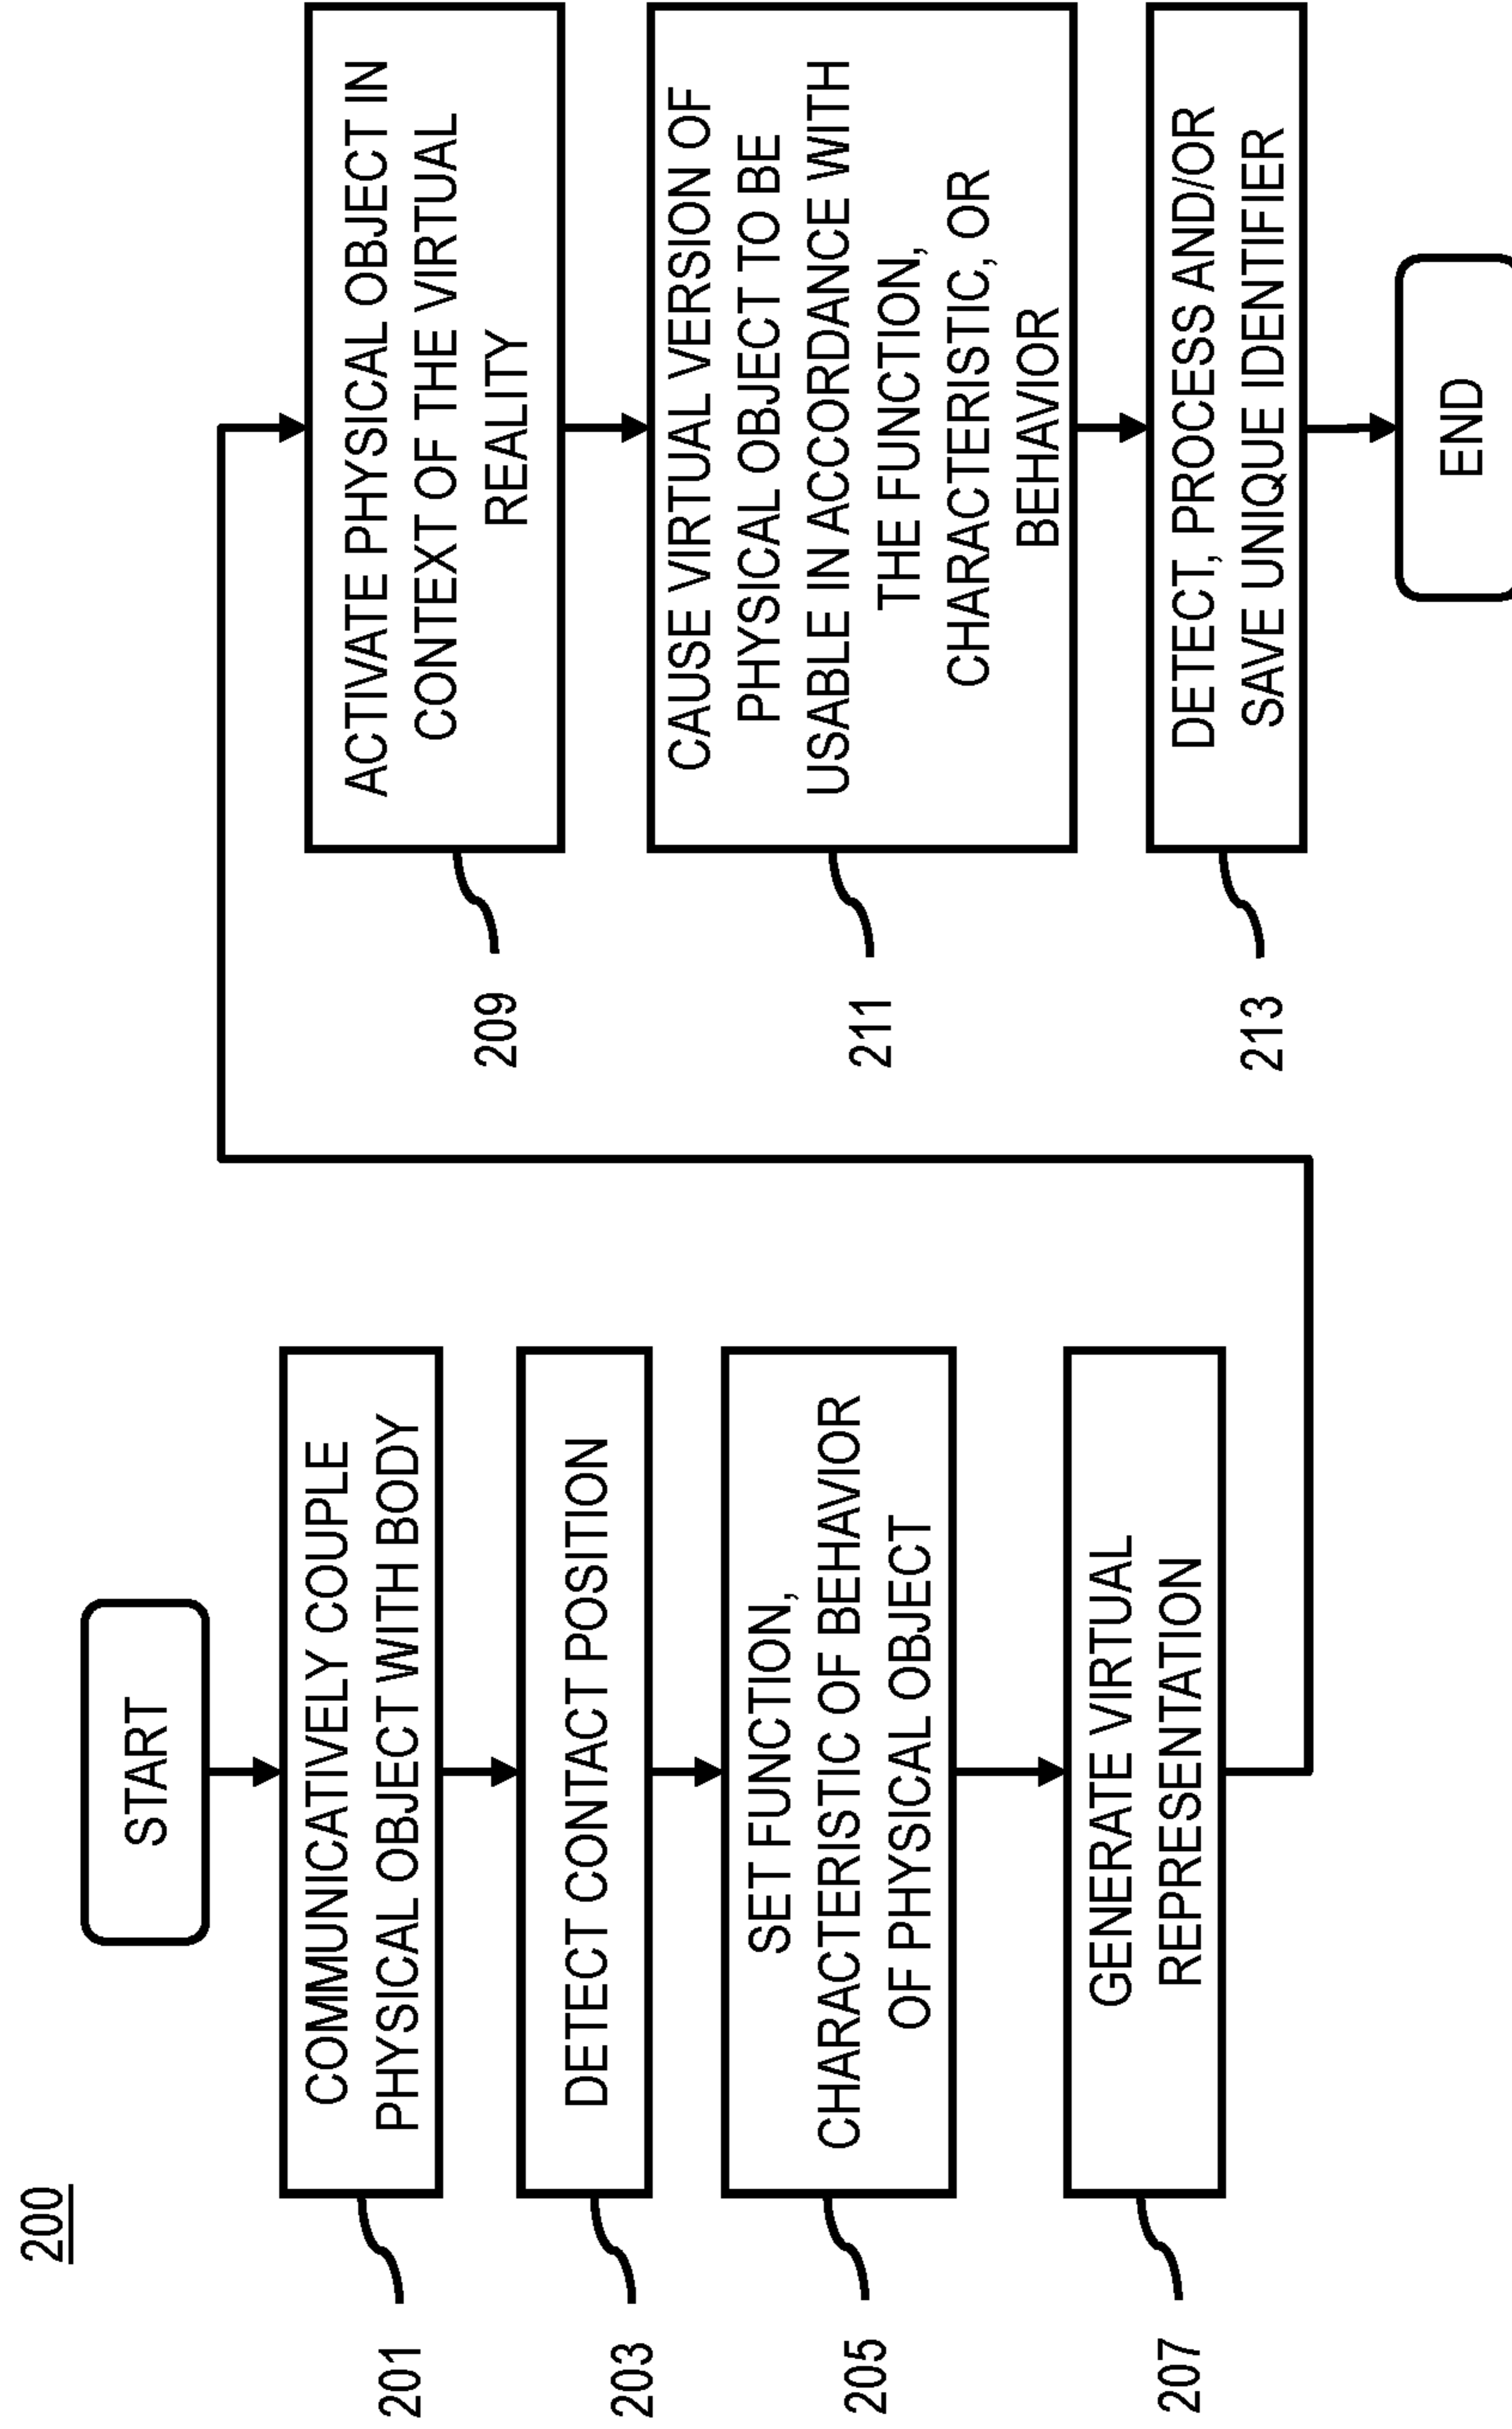 200
START
201
COMMUNICATIVELY COUPLE
PHYSICAL OBJECT WITH BODY
203
DETECT CONTACT POSITION
205
SET FUNCTION,
CHARACTERISTIC OF BEHAVIOR
OF PHYSICAL OBJECT
207
GENERATE VIRTUAL
REPRESENTATION
209
ACTIVATE PHYSICAL OBJECT IN
CONTEXT OF THE VIRTUAL
REALITY
211
CAUSE VIRTUAL VERSION OF
PHYSICAL OBJECT TO BE
USABLE IN ACCORDANCE WITH
THE FUNCTION,
CHARACTERISTIC, OR
BEHAVIOR
213
DETECT, PROCESS AND/OR
SAVE UNIQUE IDENTIFIER
END